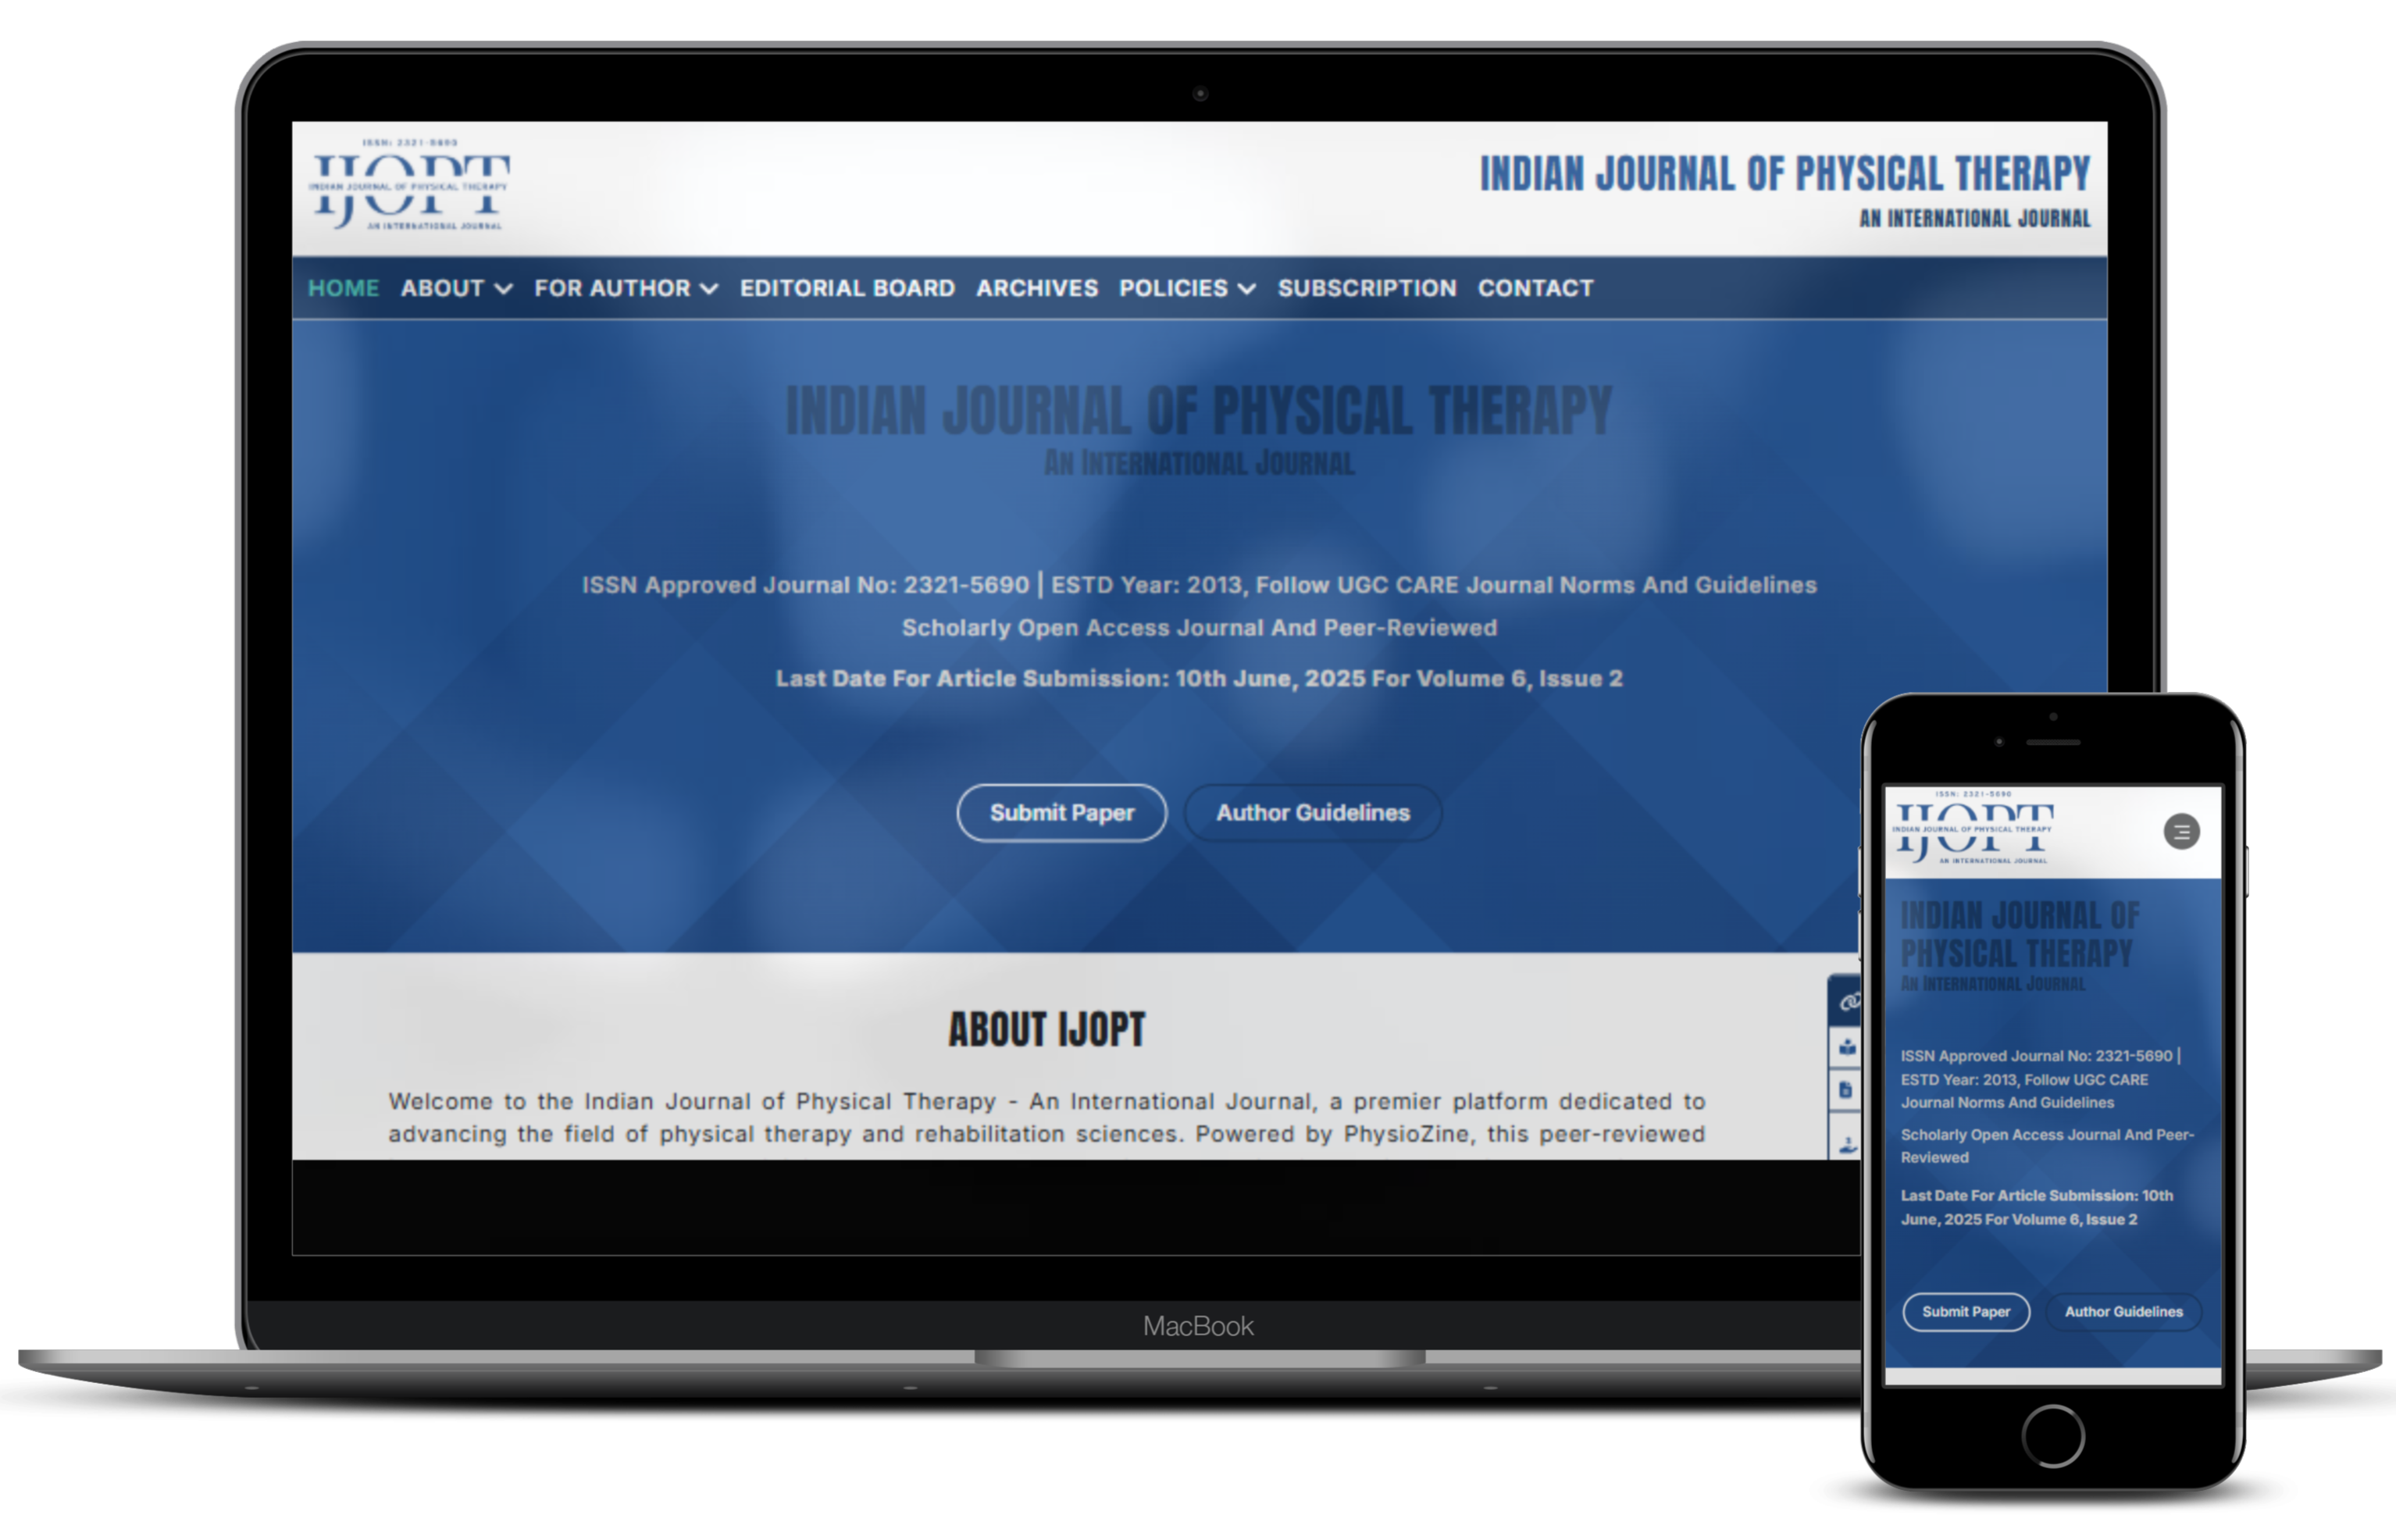 ISSN: 2321-5690
IJOPT
INDIAN JOURNAL OF PHYSICAL THERAPY
AN INTERNATIONAL JOURNAL
INDIAN JOURNAL OF PHYSICAL THERAPY
AN INTERNATIONAL JOURNAL
HOME ABOUT FOR AUTHOR EDITORIAL BOARD ARCHIVES POLICIES SUBSCRIPTION CONTACT
INDIAN JOURNAL OF PHYSICAL THERAPY
AN INTERNATIONAL JOURNAL
ISSN Approved Journal No: 2321-5690 | ESTD Year: 2013, Follow UGC CARE Journal Norms And Guidelines
Scholarly Open Access Journal And Peer-Reviewed
Last Date For Article Submission: 10th June, 2025 For Volume 6, Issue 2
Submit Paper Author Guidelines
ABOUT IJOPT
Welcome to the Indian Journal of Physical Therapy - An International Journal, a premier platform dedicated to
advancing the field of physical therapy and rehabilitation sciences. Powered by PhysioZine, this peer-reviewed
MacBook
ISSN: 2321-5690
IJOPT
INDIAN JOURNAL OF PHYSICAL THERAPY
AN INTERNATIONAL JOURNAL
INDIAN JOURNAL OF
PHYSICAL THERAPY
AN INTERNATIONAL JOURNAL
ISSN Approved Journal No: 2321-5690 |
ESTD Year: 2013, Follow UGC CARE
Journal Norms And Guidelines
Scholarly Open Access Journal And Peer-
Reviewed
Last Date For Article Submission: 10th
June, 2025 For Volume 6, Issue 2
Submit Paper Author Guidelines